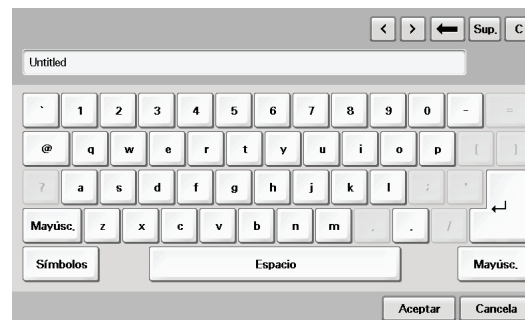 < > Sup. C
Untitled
` 1 2 3 4 5 6 7 8 9 0 - =
@ q w e r t y u i o p [ ]
? a s d f g h j k l ; '
Mayúsc. z x c v b n m , . /
Símbolos Espacio Mayúsc.
Aceptar Cancela